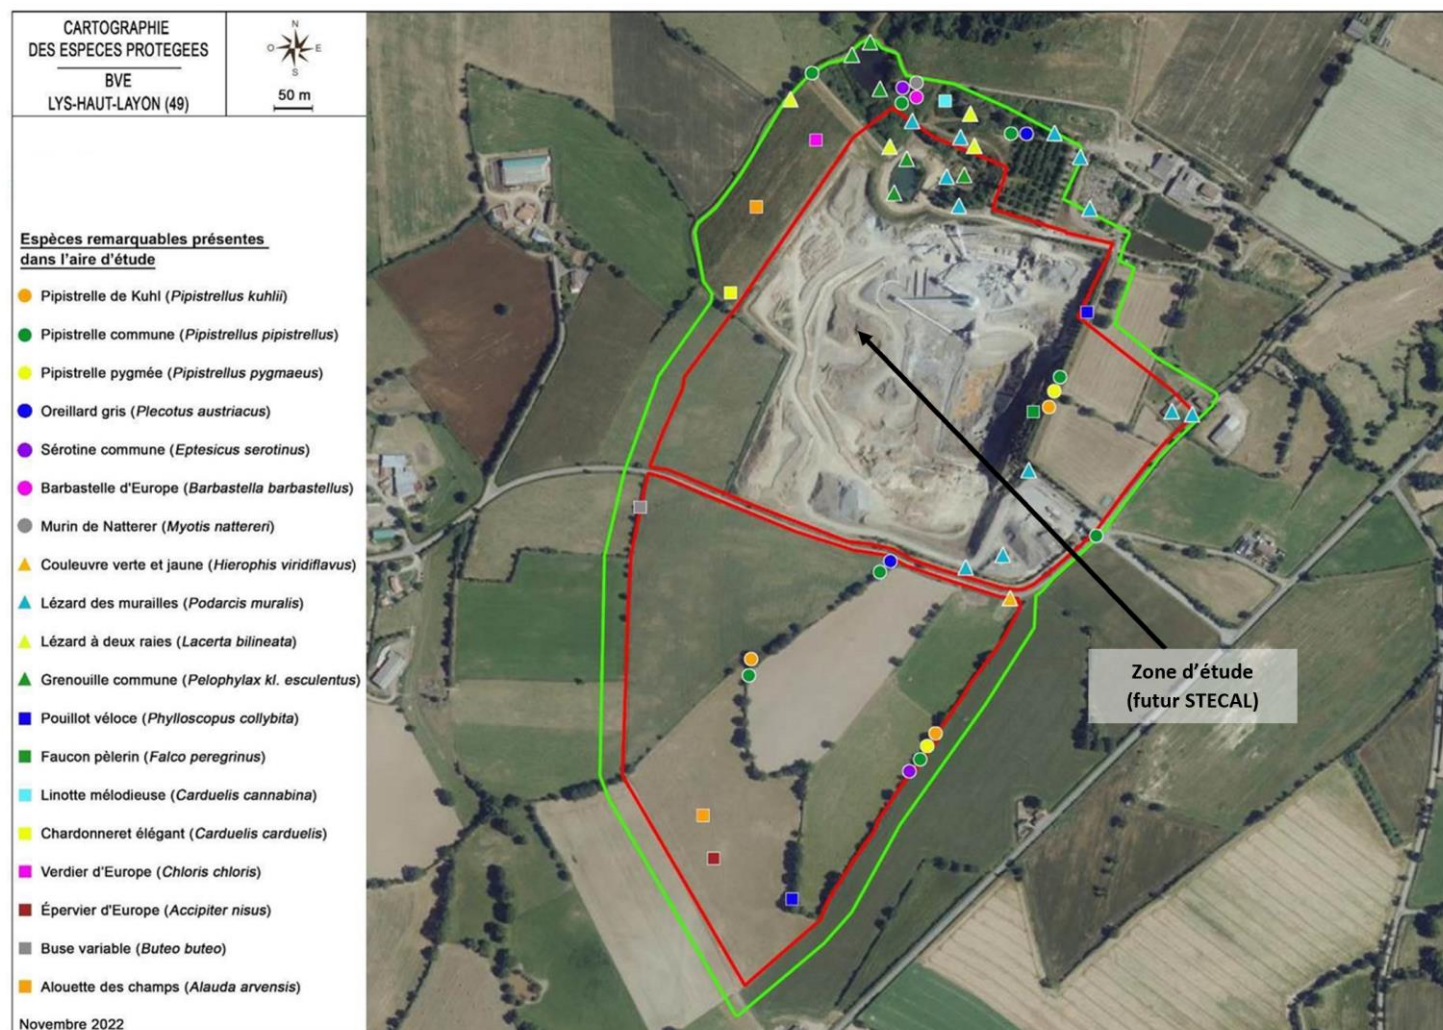 CARTOGRAPHIE
DES ESPECES PROTEGEES
BVE
LYS-HAUT-LAYON (49)
N
O
E
S
50 m
Espèces remarquables présentes
dans l'aire d'étude
Pipistrelle de Kuhl (Pipistrellus kuhlii)
Pipistrelle commune (Pipistrellus pipistrellus)
Pipistrelle pygmée (Pipistrellus pygmaeus)
Oreillard gris (Plecotus austriacus)
Sérotine commune (Eptesicus serotinus)
Barbastelle d'Europe (Barbastella barbastellus)
Murin de Natterer (Myotis nattereri)
Couleuvre verte et jaune (Hierophis viridiflavus)
Lézard des murailles (Podarcis muralis)
Lézard à deux raies (Lacerta bilineata)
Grenouille commune (Pelophylax kl. esculentus)
Pouillot véloce (Phylloscopus collybita)
Faucon pèlerin (Falco peregrinus)
Linotte mélodieuse (Carduelis cannabina)
Chardonneret élégant (Carduelis carduelis)
Verdier d'Europe (Chloris chloris)
Épervier d'Europe (Accipiter nisus)
Buse variable (Buteo buteo)
Alouette des champs (Alauda arvensis)
Novembre 2022
Zone d'étude
(futur STECAL)